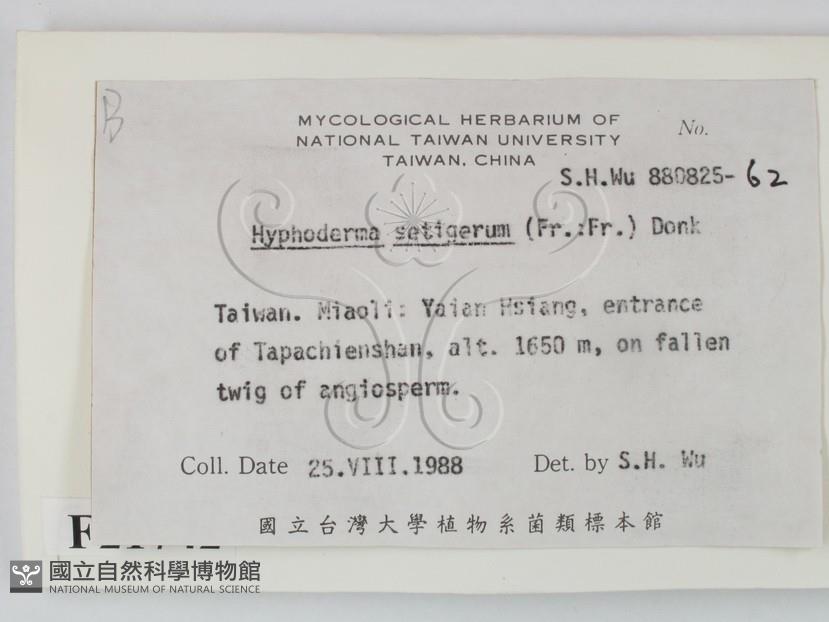 B
MYCOLOGICAL HERBARIUM OF
NATIONAL TAIWAN UNIVERSITY
TAIWAN, CHINA
No.
S.H.Wu 880825-62
Hyphoderma setigerum (Fr.:Fr.) Donk
Taiwan. Miaoli: Yaian Hsiang, entrance
of Tapachienshan, alt. 1650 m, on fallen
twig of angiosperm.
Coll. Date 25.VIII.1988
Det. by S.H. Wu
國立台灣大學植物系菌類標本館
國立自然科學博物館
NATIONAL MUSEUM OF NATURAL SCIENCE